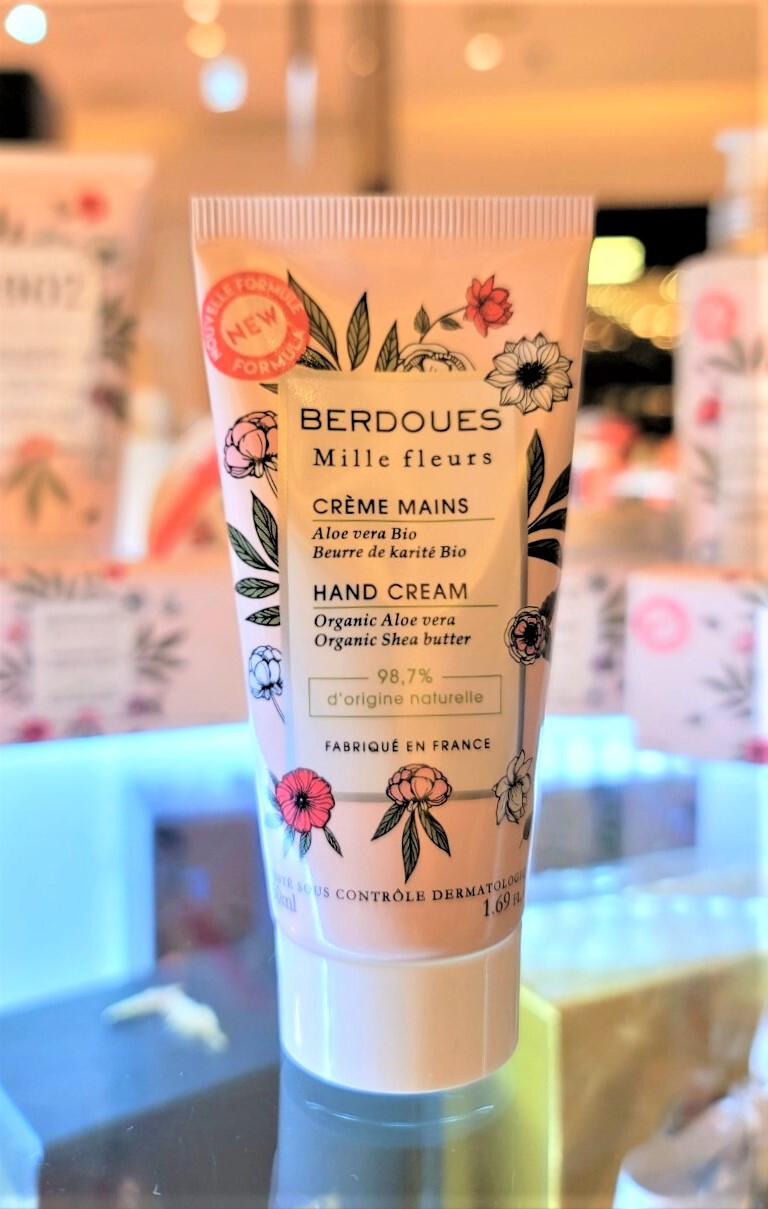 NOUVELLE FORMULE
NEW
FORMULA
BERDOUES
Mille fleurs
CRÈME MAINS
Aloe vera Bio
Beurre de karité Bio
HAND CREAM
Organic Aloe vera
Organic Shea butter
98,7%
d'origine naturelle
FABRIQUÉ EN FRANCE
SOUS CONTRÔLE
1.69